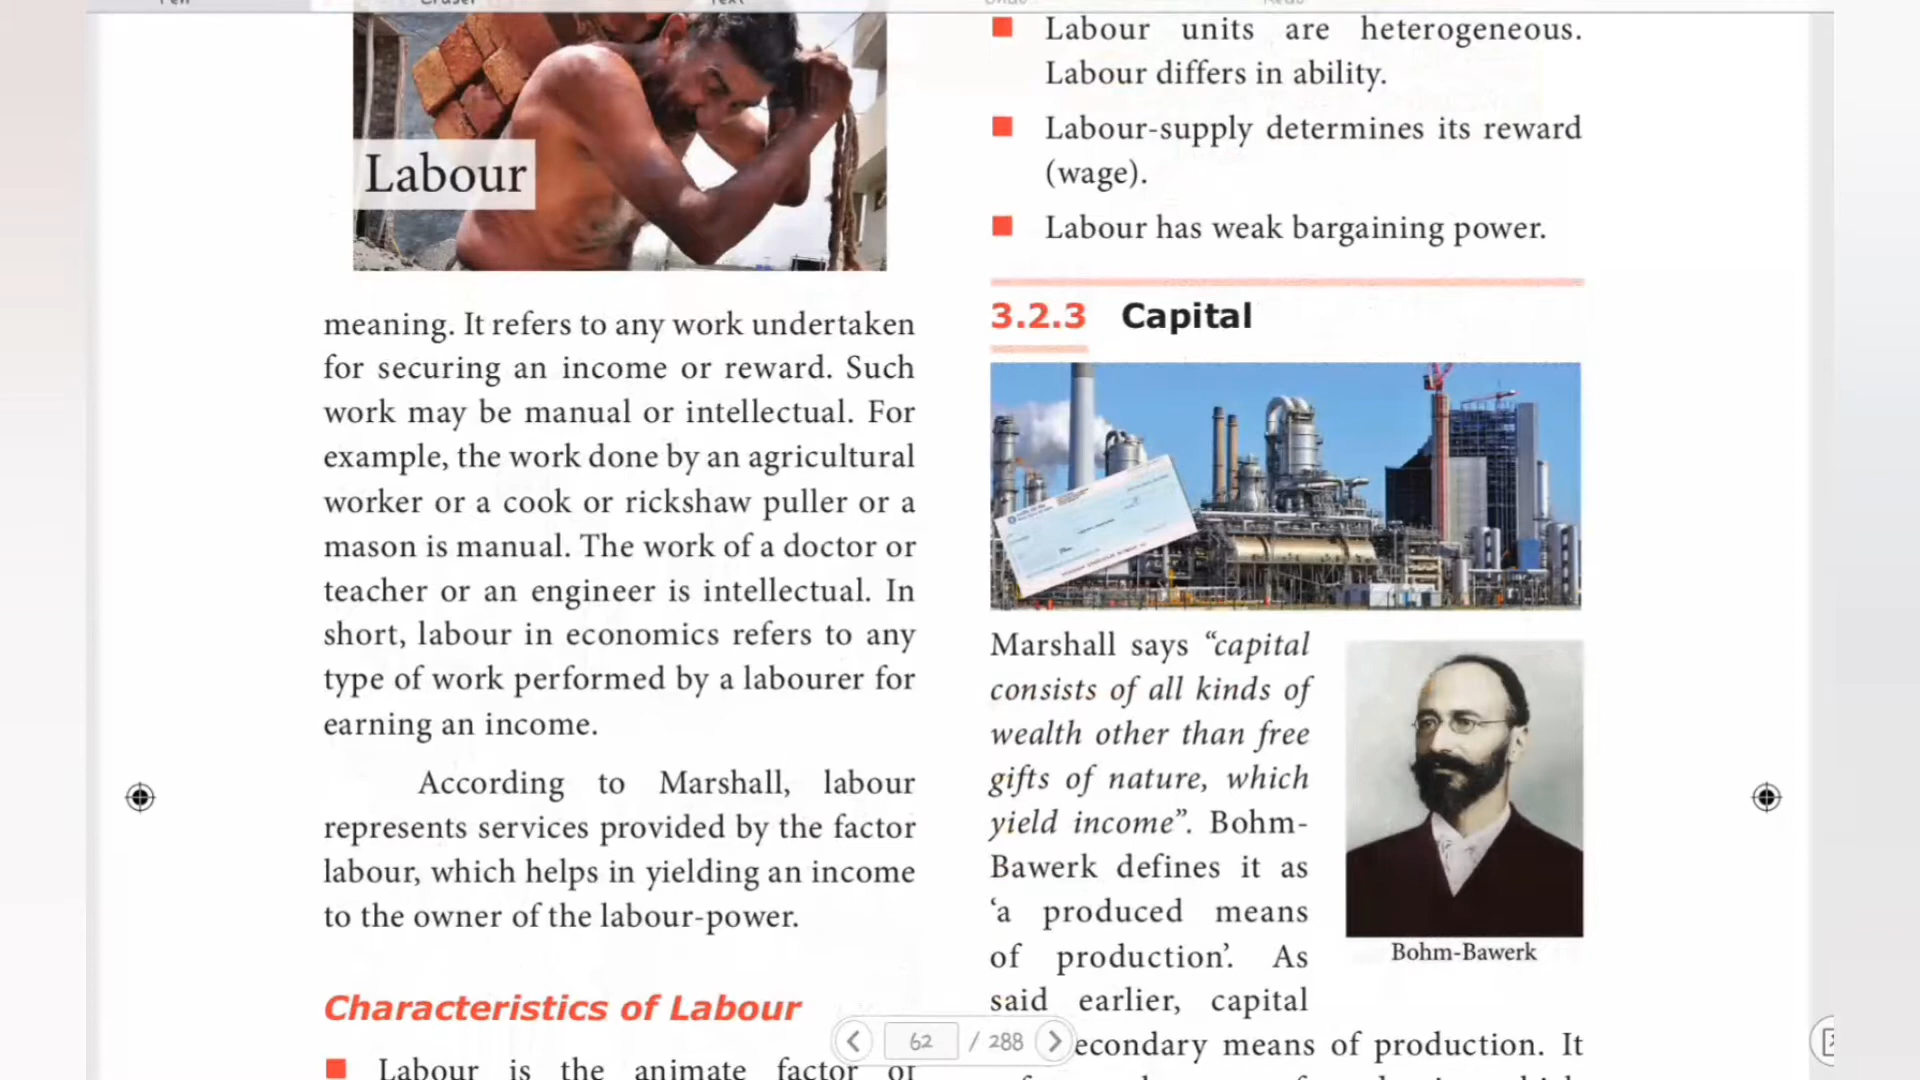 Labour
meaning. It refers to any work undertaken
for securing an income or reward. Such
work may be manual or intellectual. For
example, the work done by an agricultural
worker or a cook or rickshaw puller or a
mason is manual. The work of a doctor or
teacher or an engineer is intellectual. In
short, labour in economics refers to any
type of work performed by a labourer for
earning an income.
According to Marshall, labour
represents services provided by the factor
labour, which helps in yielding an income
to the owner of the labour-power.
Characteristics of Labour
Labour is the animate factor of
Labour units are heterogeneous.
Labour differs in ability.
Labour-supply determines its reward
(wage).
Labour has weak bargaining power.
3.2.3 Capital
Marshall says “capital
consists of all kinds of
wealth other than free
gifts of nature, which
yield income”. Bohm-
Bawerk defines it as
‘a produced means
of production’. As
said earlier, capital
econdary means of production. It
Bohm-Bawerk
62 / 288